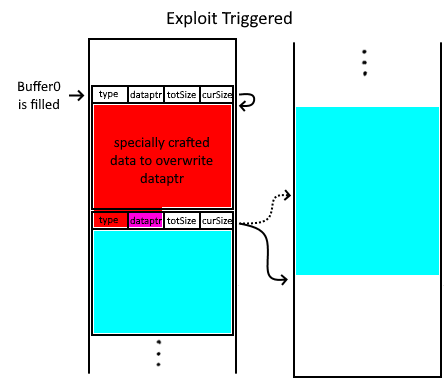 Exploit Triggered
Buffer0
is filled
type dataptr totSize curSize
specially crafted
data to overwrite
dataptr
type dataptr totSize curSize